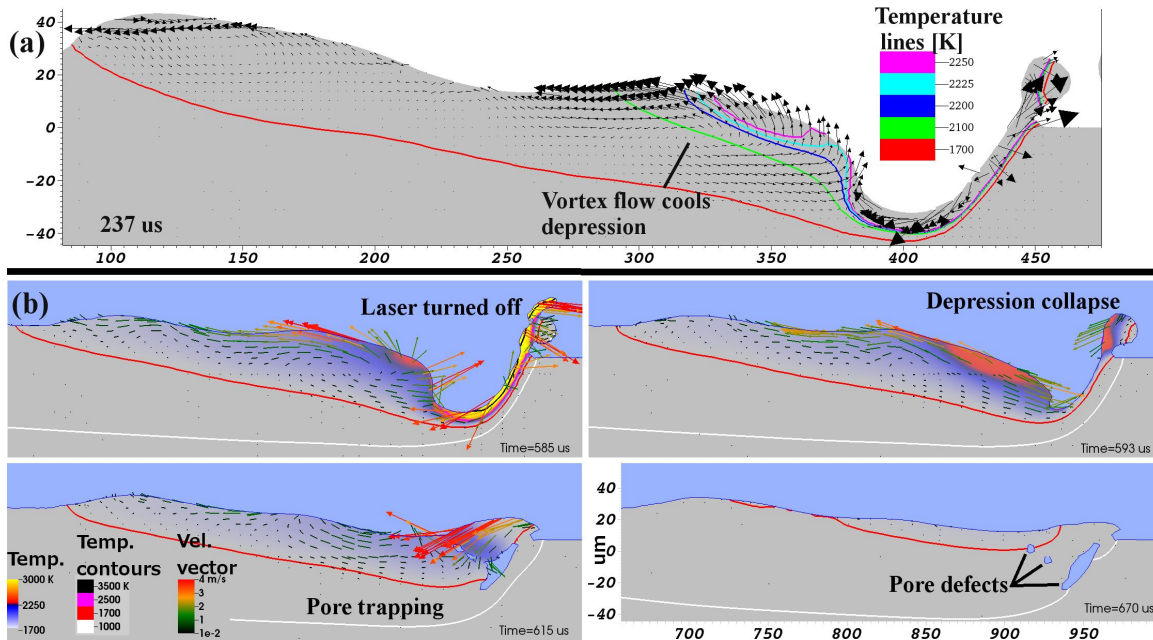 (a)
40
20
0
−20
−40
Temperature
lines [K]
2250
2225
2200
2100
1700
Vortex flow cools
depression
237 us
100 150 200 250 300 350 400 450
(b)
Laser turned off
Time=585 us
Depression collapse
Time=593 us
Temp.
3000 K
2250
1700
Temp.
contours
3500 K
2500
1700
1000
Vel.
vector
4 m/s
3
2
1
1e-2
Pore trapping
Time=615 us
um
40
20
0
-20
-40
Pore defects
Time=670 us
700 750 800 850 900 950